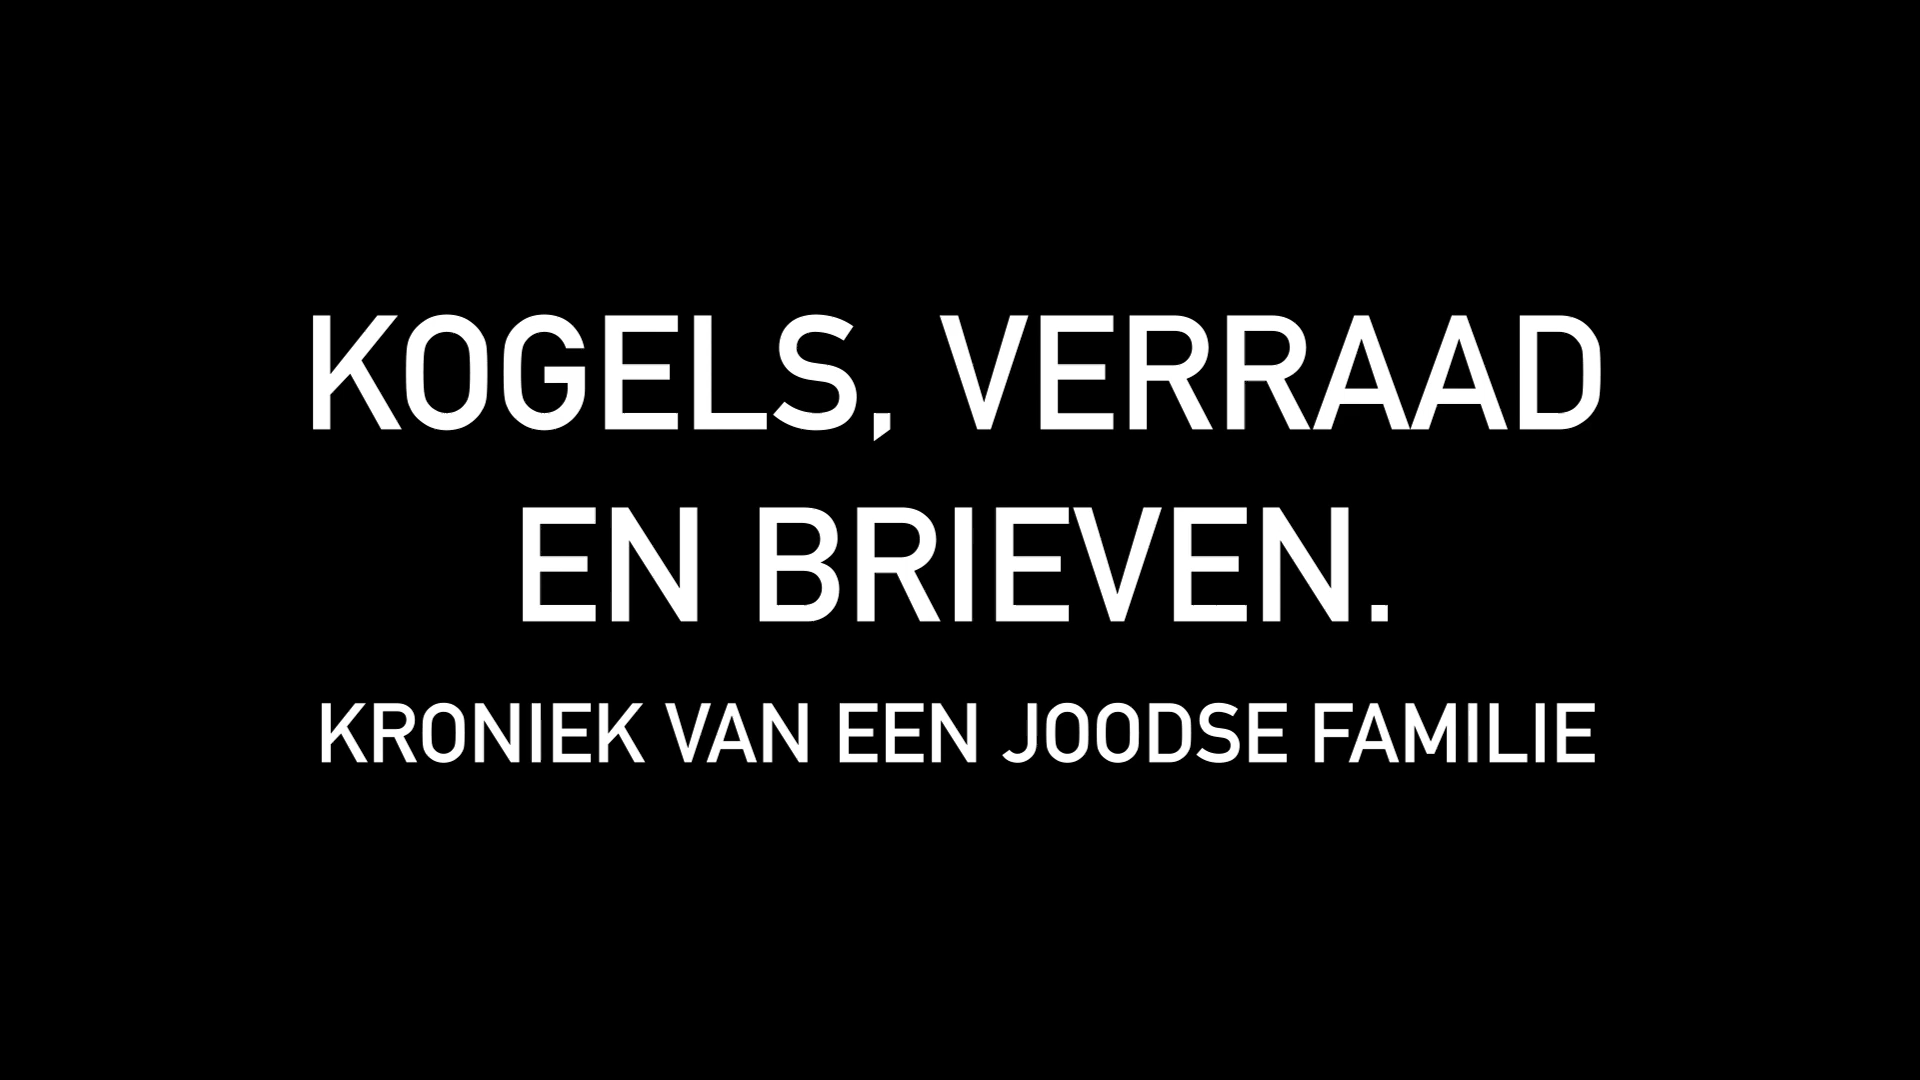 KOGELS, VERRAAD
EN BRIEVEN.
KRONIEK VAN EEN JOODSE FAMILIE